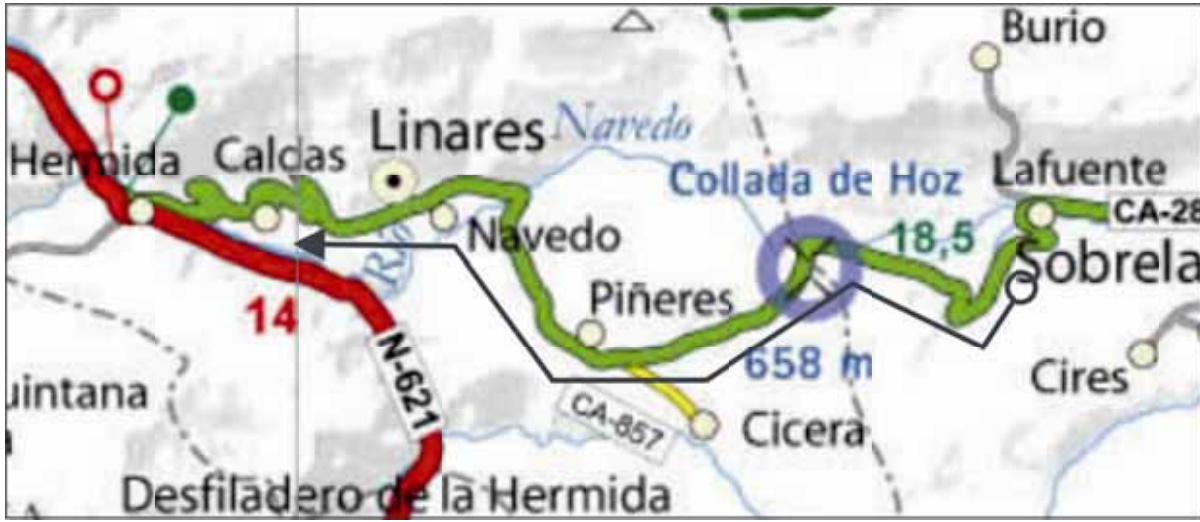 Burio
Linares
Navedo
Hermida
Caldas
Collada de Hoz
Lafuente
CA-28
18,5
Navedo
Río
Sobrela
Piñeres
14
658 m
N-621
Cires
uintana
CA-857
Cicera
Desfiladero de la Hermida